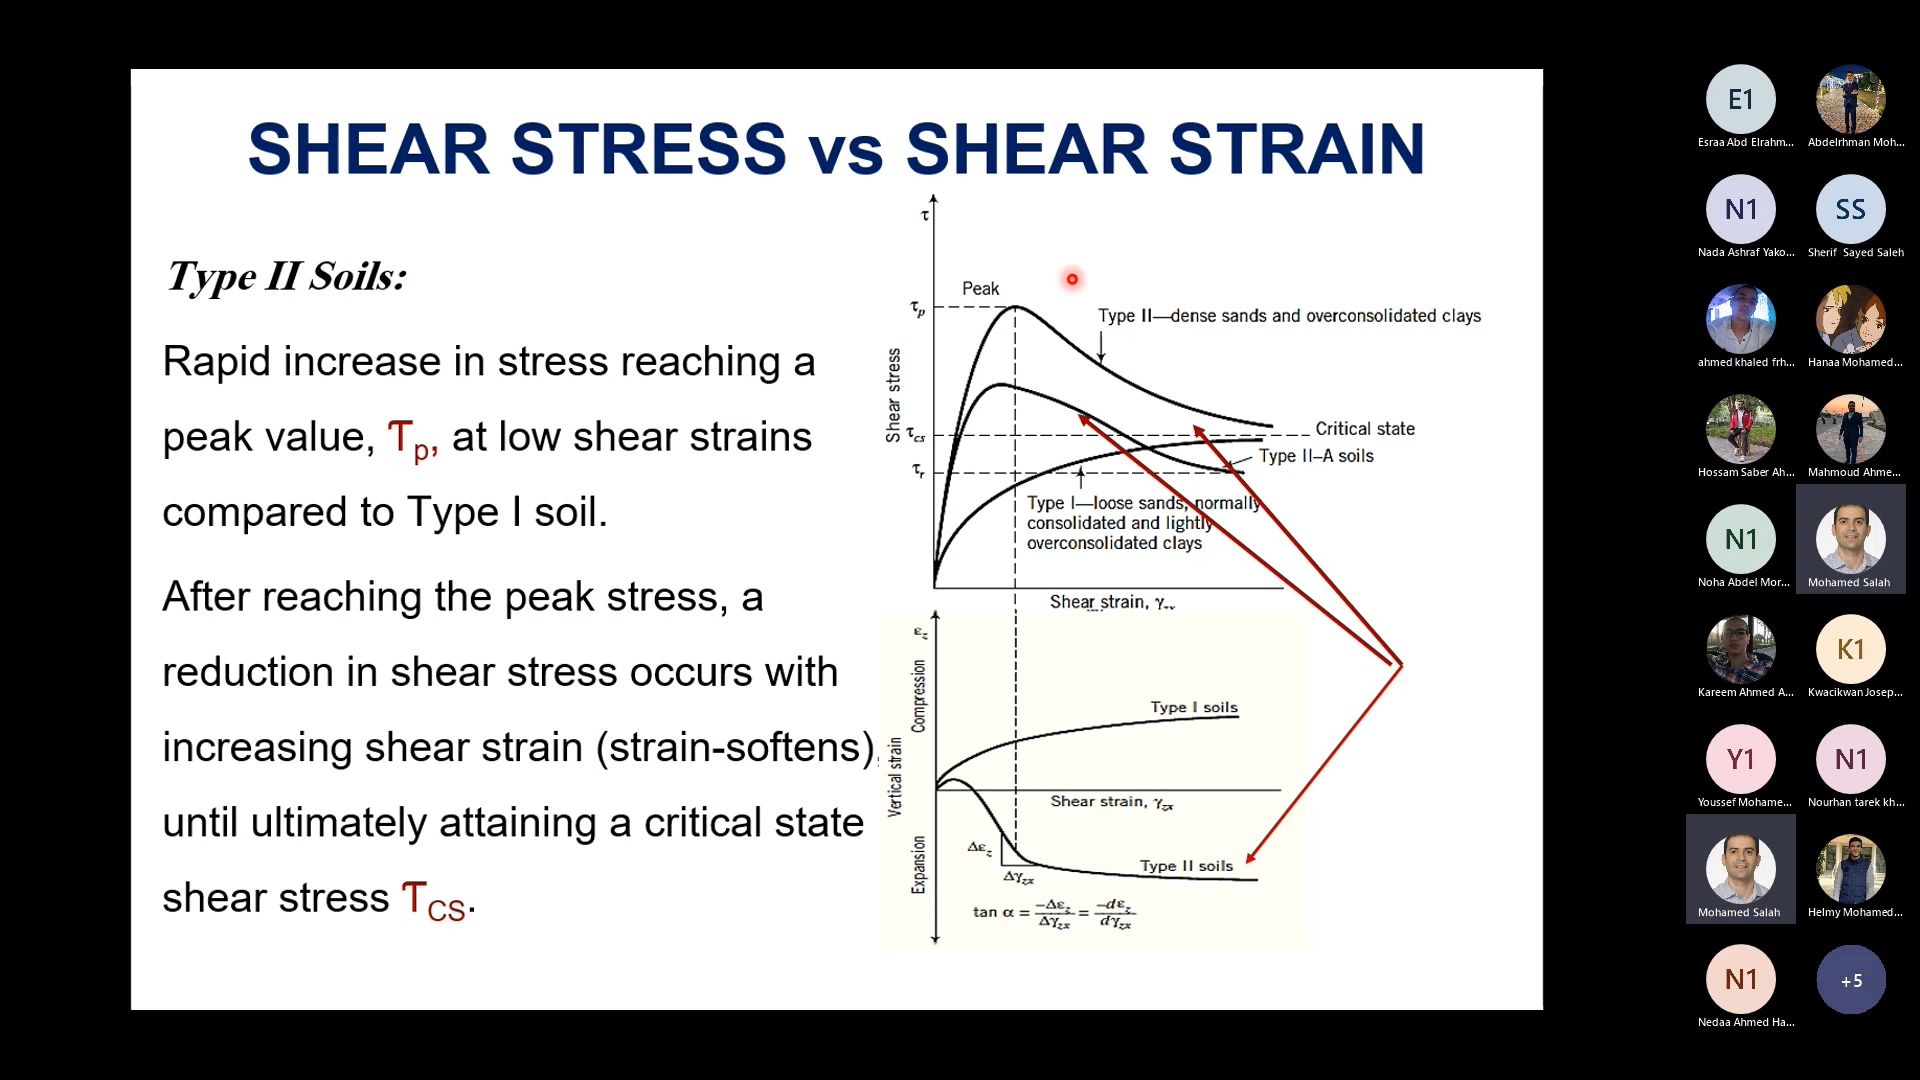 SHEAR STRESS vs SHEAR STRAIN
Type II Soils:
Rapid increase in stress reaching a
peak value, Τp, at low shear strains
compared to Type I soil.
After reaching the peak stress, a
reduction in shear stress occurs with
increasing shear strain (strain-softens),
until ultimately attaining a critical state
shear stress ΤCS.
τ
Peak
τp
Type II—dense sands and overconsolidated clays
Shear stress
τcs
Critical state
τr
Type II–A soils
Type I—loose sands, normally
consolidated and lightly
overconsolidated clays
Shear strain, γzx
εz
Compression
Type I soils
Vertical strain
Shear strain, γzx
Expansion
Δεz
Type II soils
Δγzx
tan α = −Δεz/Δγzx = −dεz/dγzx
E1
Esraa Abd Elrahm...
Abdelrhman Moh...
N1
SS
Nada Ashraf Yako...
Sherif Sayed Saleh
ahmed khaled frh...
Hanaa Mohamed...
Hossam Saber Ah...
Mahmoud Ahme...
N1
Noha Abdel Mor...
Mohamed Salah
K1
Kareem Ahmed A...
Kwacikwan Josep...
Y1
N1
Youssef Mohame...
Nourhan tarek kh...
Mohamed Salah
Helmy Mohamed...
N1
+5
Nedaa Ahmed Ha...